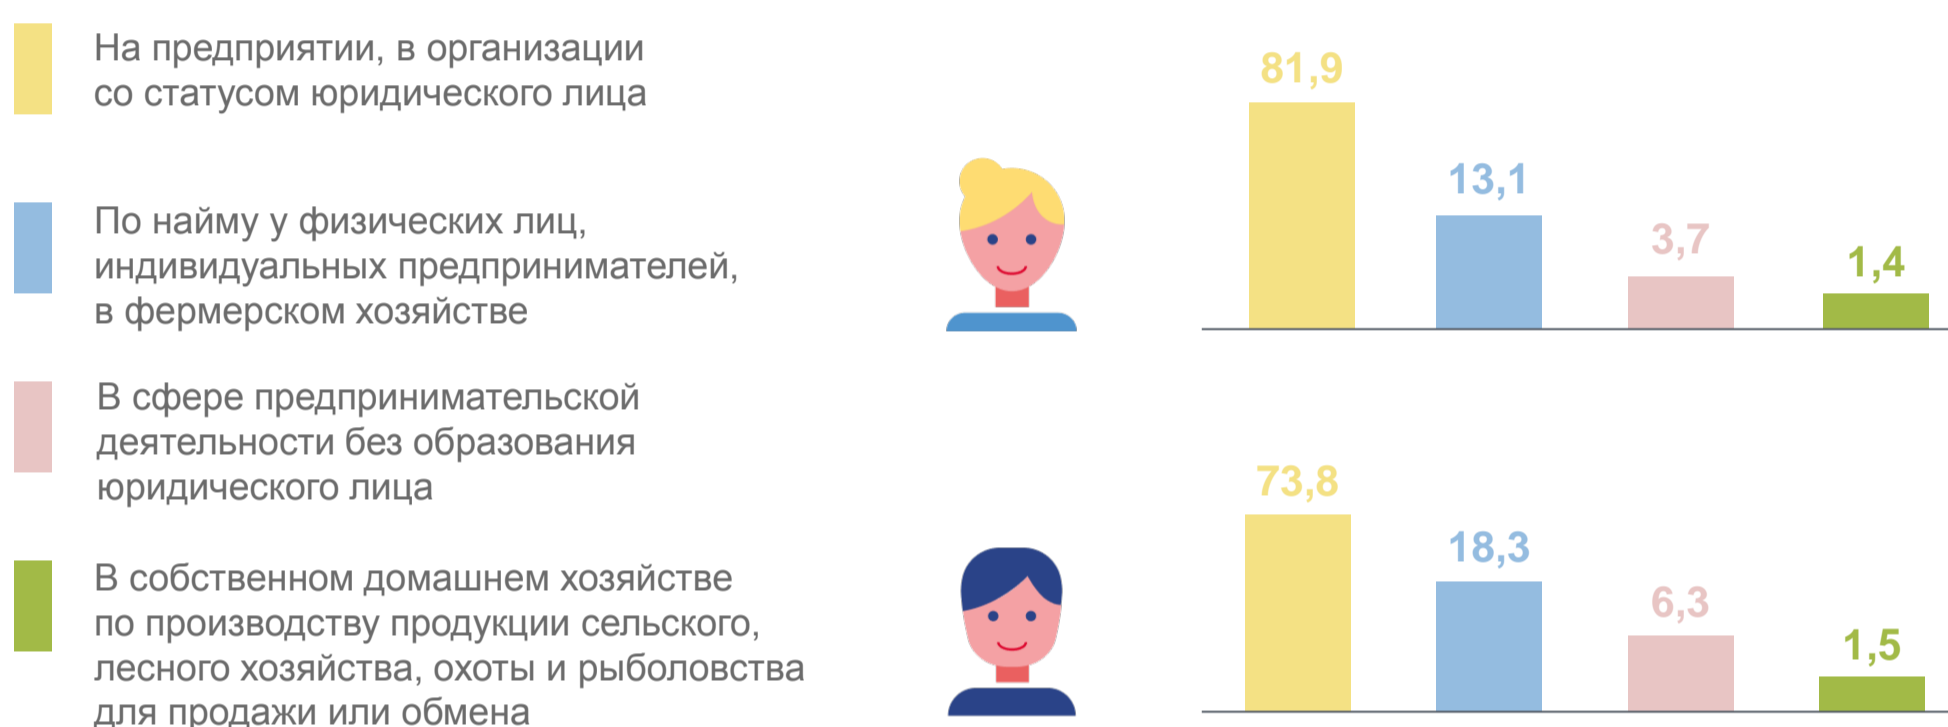 На предприятии, в организации
со статусом юридического лица
По найму у физических лиц,
индивидуальных предпринимателей,
в фермерском хозяйстве
В сфере предпринимательской
деятельности без образования
юридического лица
В собственном домашнем хозяйстве
по производству продукции сельского,
лесного хозяйства, охоты и рыболовства
для продажи или обмена
81,9
13,1
3,7
1,4
73,8
18,3
6,3
1,5